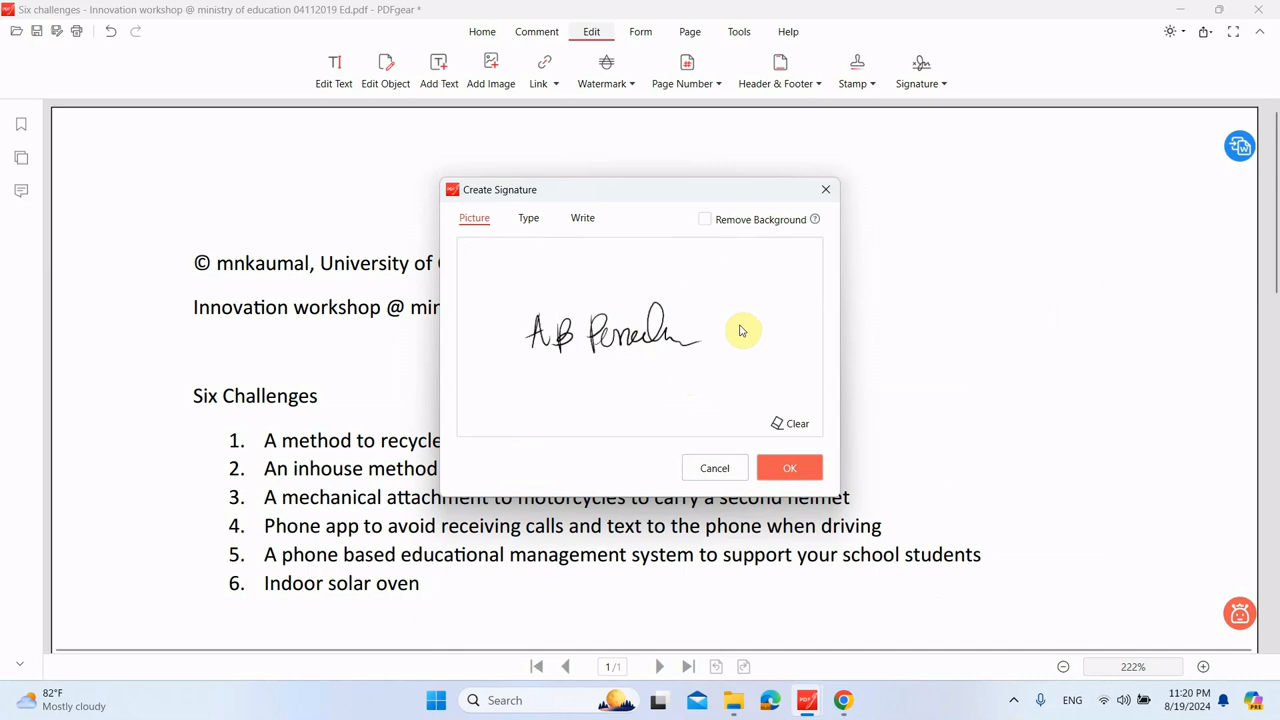 Six challenges - Innovation workshop @ ministry of education 04112019 Ed.pdf - PDFgear *
Home Comment Edit Form Page Tools Help
Edit Text Edit Object Add Text Add Image Link Watermark Page Number Header & Footer Stamp Signature
Create Signature
Picture Type Write Remove Background
© mnkaumal, University of
Innovation workshop @
AB
Six Challenges
Clear
1. A method to recycle
2. An inhouse method
Cancel OK
3. A mechanical attachment to motorcycles to carry a second helmet
4. Phone app to avoid receiving calls and text to the phone when driving
5. A phone based educational management system to support your school students
6. Indoor solar oven
1/1
222%
82°F
Mostly cloudy
Search
ENG
11:20 PM
8/19/2024